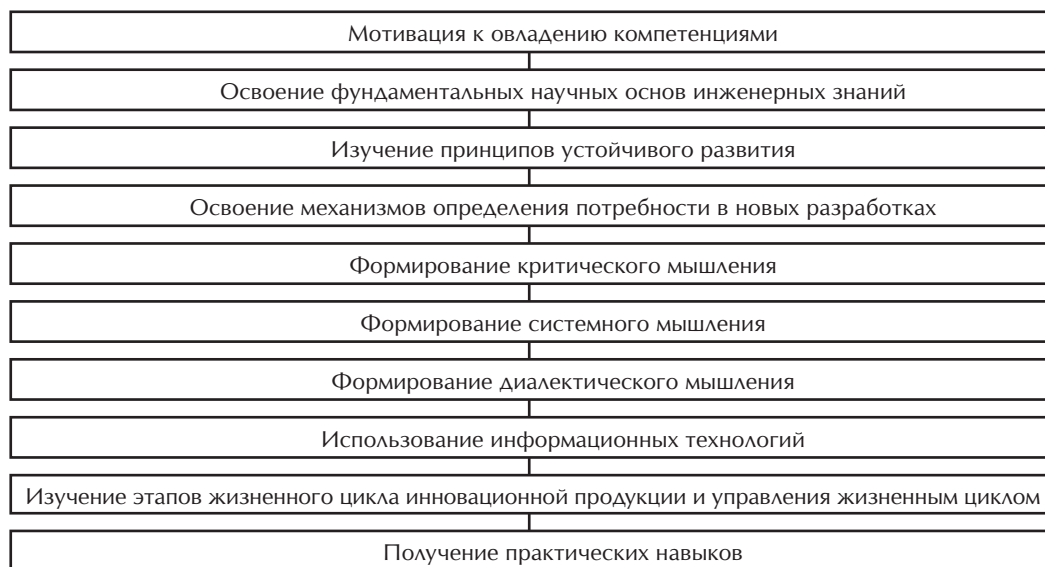 Мотивация к овладению компетенциями
Освоение фундаментальных научных основ инженерных знаний
Изучение принципов устойчивого развития
Освоение механизмов определения потребности в новых разработках
Формирование критического мышления
Формирование системного мышления
Формирование диалектического мышления
Использование информационных технологий
Изучение этапов жизненного цикла инновационной продукции и управления жизненным циклом
Получение практических навыков